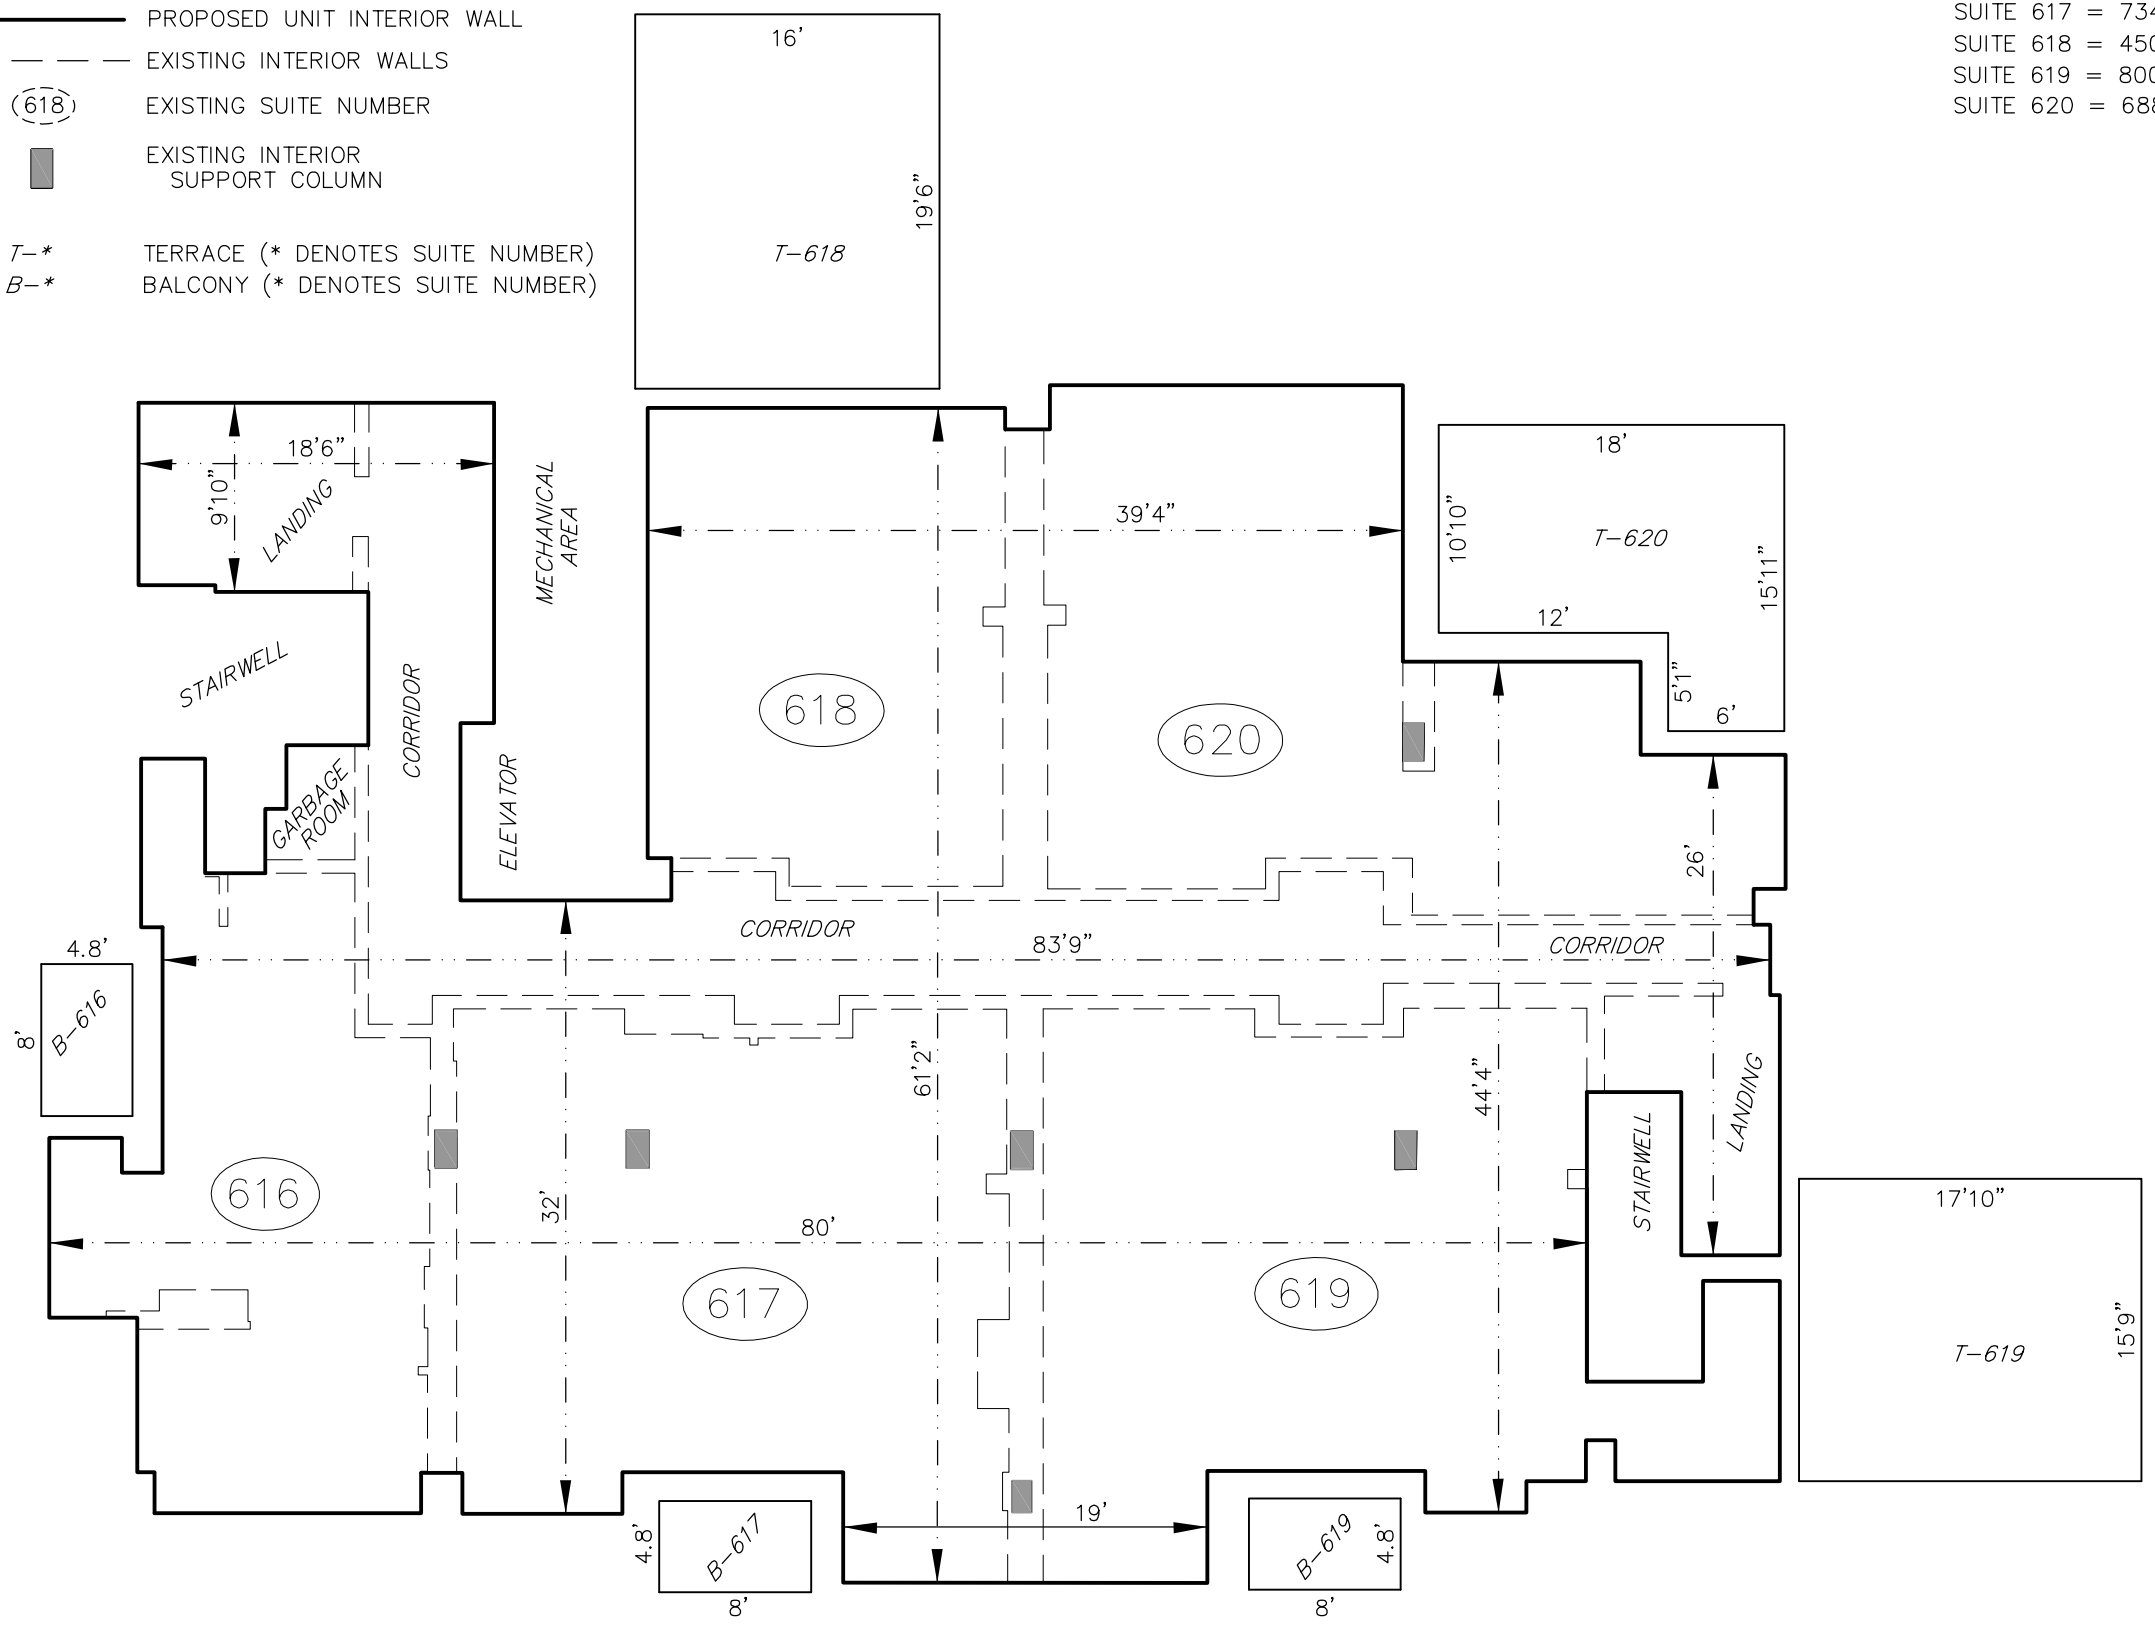 PROPOSED UNIT INTERIOR WALL
EXISTING INTERIOR WALLS
618
EXISTING SUITE NUMBER
EXISTING INTERIOR
SUPPORT COLUMN
T-*
TERRACE (* DENOTES SUITE NUMBER)
B-*
BALCONY (* DENOTES SUITE NUMBER)
SUITE 617 = 734
SUITE 618 = 450
SUITE 619 = 800
SUITE 620 = 688
16'
19'6"
T-618
18'6"
9'10"
LANDING
MECHANICAL
AREA
39'4"
18'
10'10"
T-620
15'11"
12'
5'1"
6'
STAIRWELL
CORRIDOR
618
620
GARBAGE
ROOM
ELEVATOR
26'
CORRIDOR
83'9"
CORRIDOR
4.8'
B-616
8'
61'2"
44'4"
LANDING
STAIRWELL
616
32'
80'
617
619
17'10"
15'9"
T-619
19'
4.8'
B-617
8'
B-619
4.8'
8'